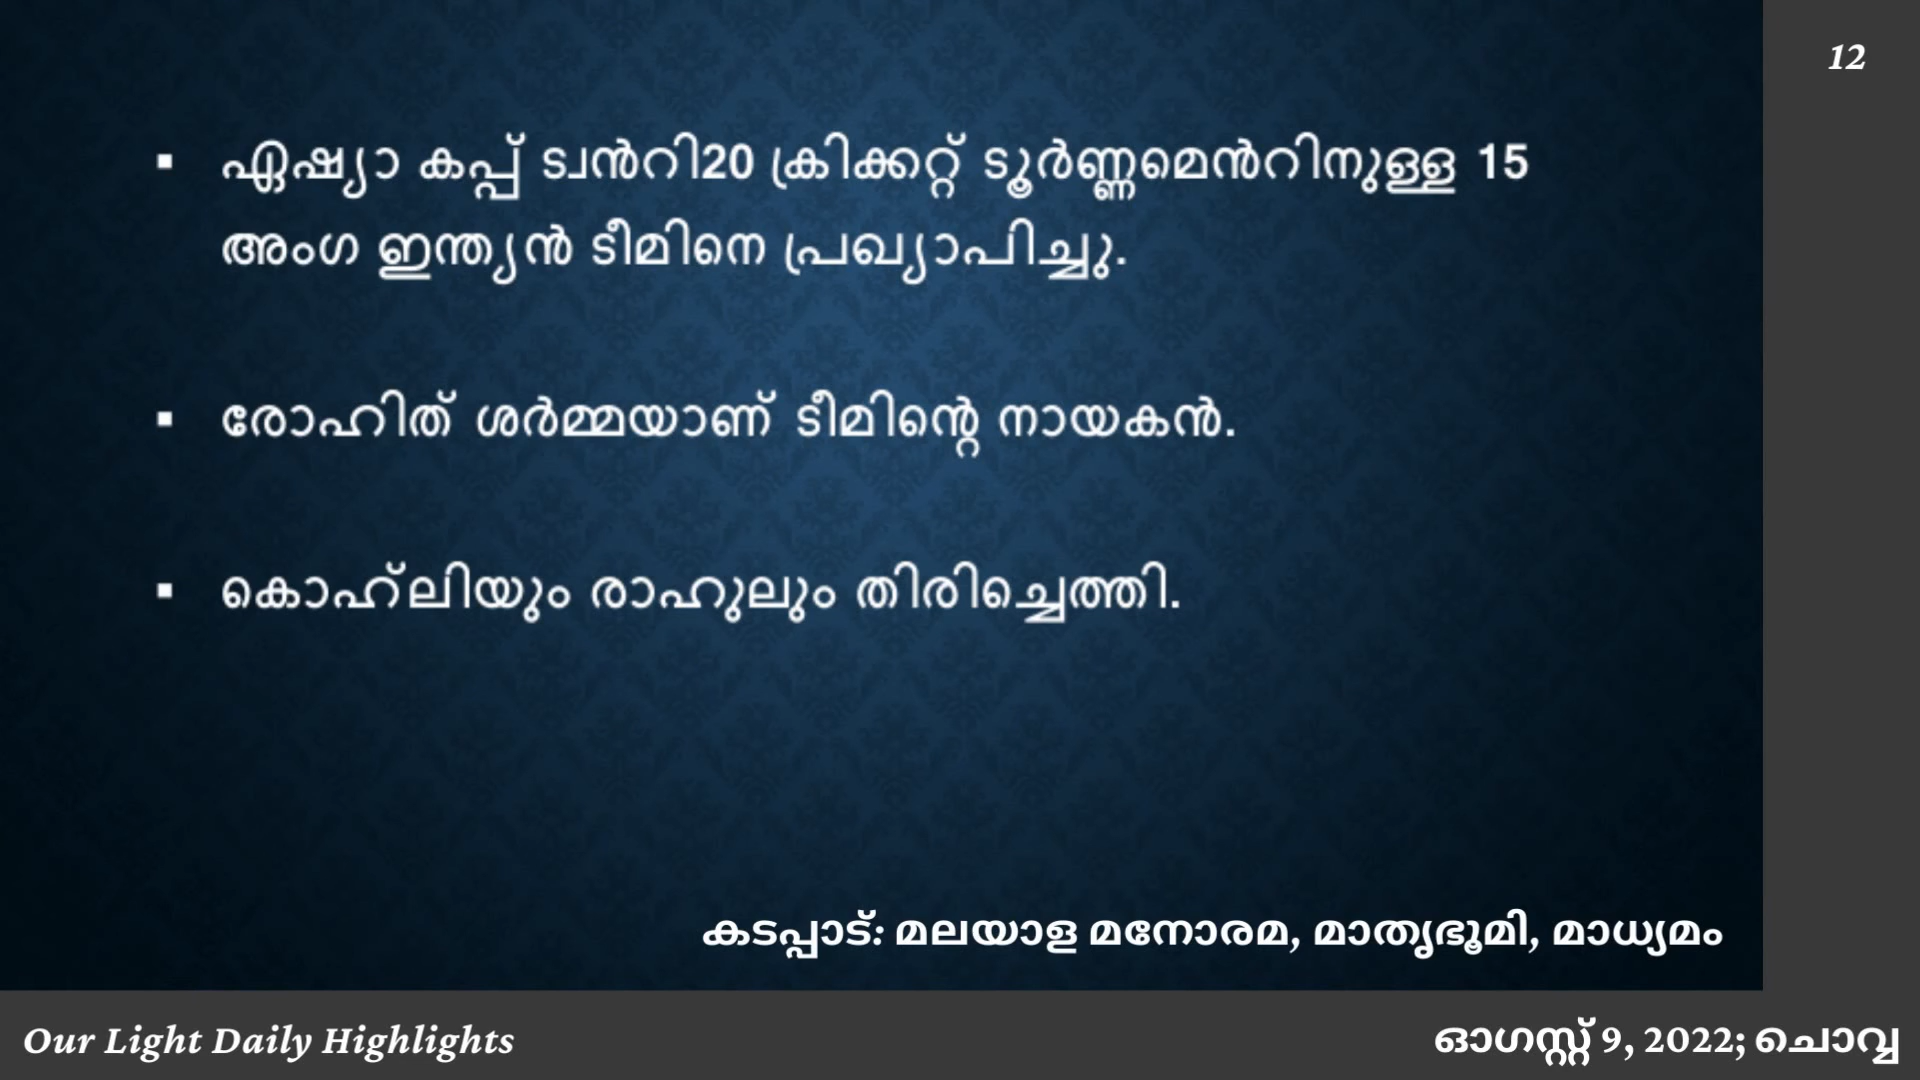 12
▪ ഏഷ്യാ കപ്പ് ട്വൻറി20 ക്രിക്കറ്റ് ടൂർണ്ണമെൻറിനുള്ള 15
അംഗ ഇന്ത്യൻ ടീമിനെ പ്രഖ്യാപിച്ചു.
▪ രോഹിത് ശർമ്മയാണ് ടീമിന്റെ നായകൻ.
▪ കൊഹ്‌ലിയും രാഹുലും തിരിച്ചെത്തി.
കടപ്പാട്: മലയാള മനോരമ, മാതൃഭൂമി, മാധ്യമം
Our Light Daily Highlights
ഓഗസ്റ്റ് 9, 2022; ചൊവ്വ